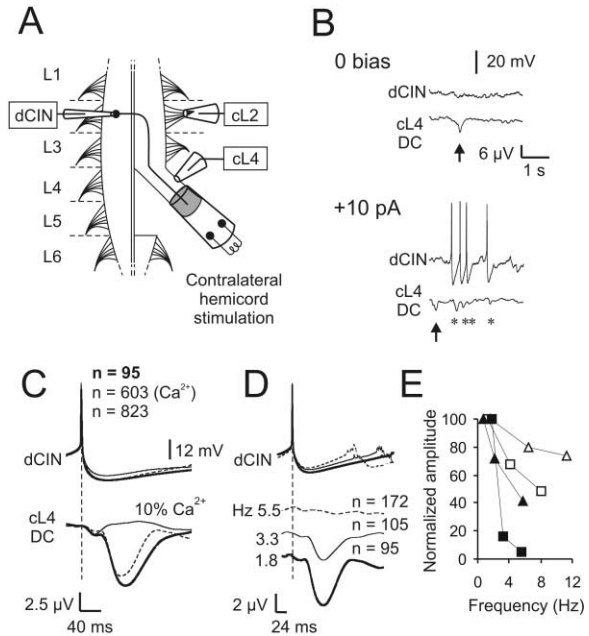 A
L1
dCIN
cL2
L3
cL4
L4
L5
L6
Contralateral
hemicord
stimulation
B
0 bias
20 mV
dCIN
cL4
DC
6 µV
1 s
+10 pA
dCIN
cL4
DC
* ** *
C
n = 95
n = 603 (Ca²⁺)
n = 823
12 mV
dCIN
10% Ca²⁺
cL4
DC
2.5 µV
40 ms
D
dCIN
Hz 5.5
n = 172
3.3
n = 105
1.8
n = 95
2 µV
24 ms
E
Normalized amplitude
100
80
60
40
20
0
0 4 8 12
Frequency (Hz)